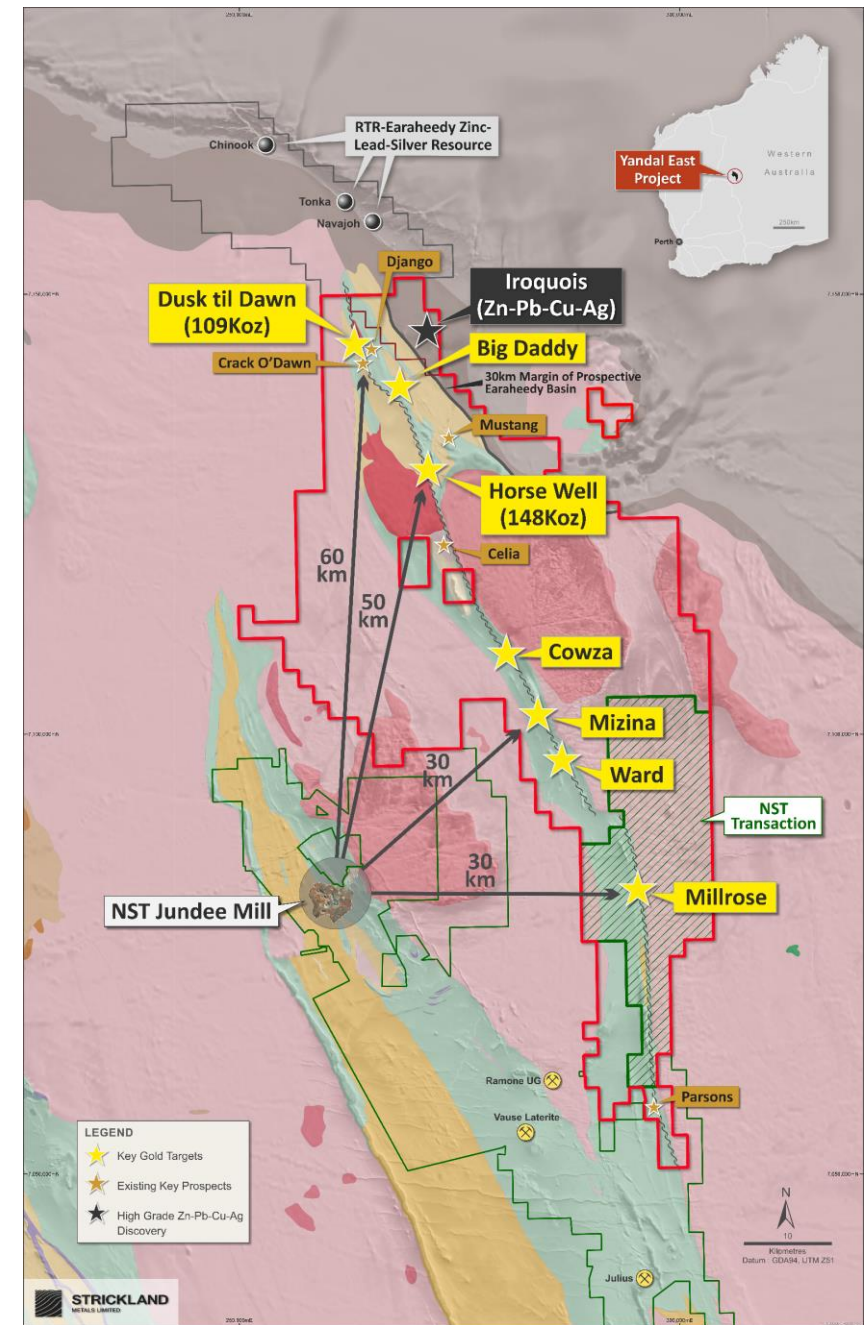 RTR-Earaheedy Zinc-
Lead-Silver Resource
Chinook
Tonka
Navajoh
Western
Australia
Yandal East
Project
250km
Perth
Django
Iroquois
(Zn-Pb-Cu-Ag)
Dusk til Dawn
(109Koz)
Crack O'Dawn
Big Daddy
30km Margin of Prospective
Earaheedy Basin
Mustang
Horse Well
(148Koz)
Celia
60
km
50
km
Cowza
Mizina
Ward
30
km
NST
Transaction
30
km
Millrose
NST Jundee Mill
Ramone UG
Vause Laterite
Parsons
LEGEND
Key Gold Targets
Existing Key Prospects
High Grade Zn-Pb-Cu-Ag
Discovery
N
10
Kilometres
Datum : GDA94, UTM Z51
Julius
STRICKLAND
METALS LIMITED